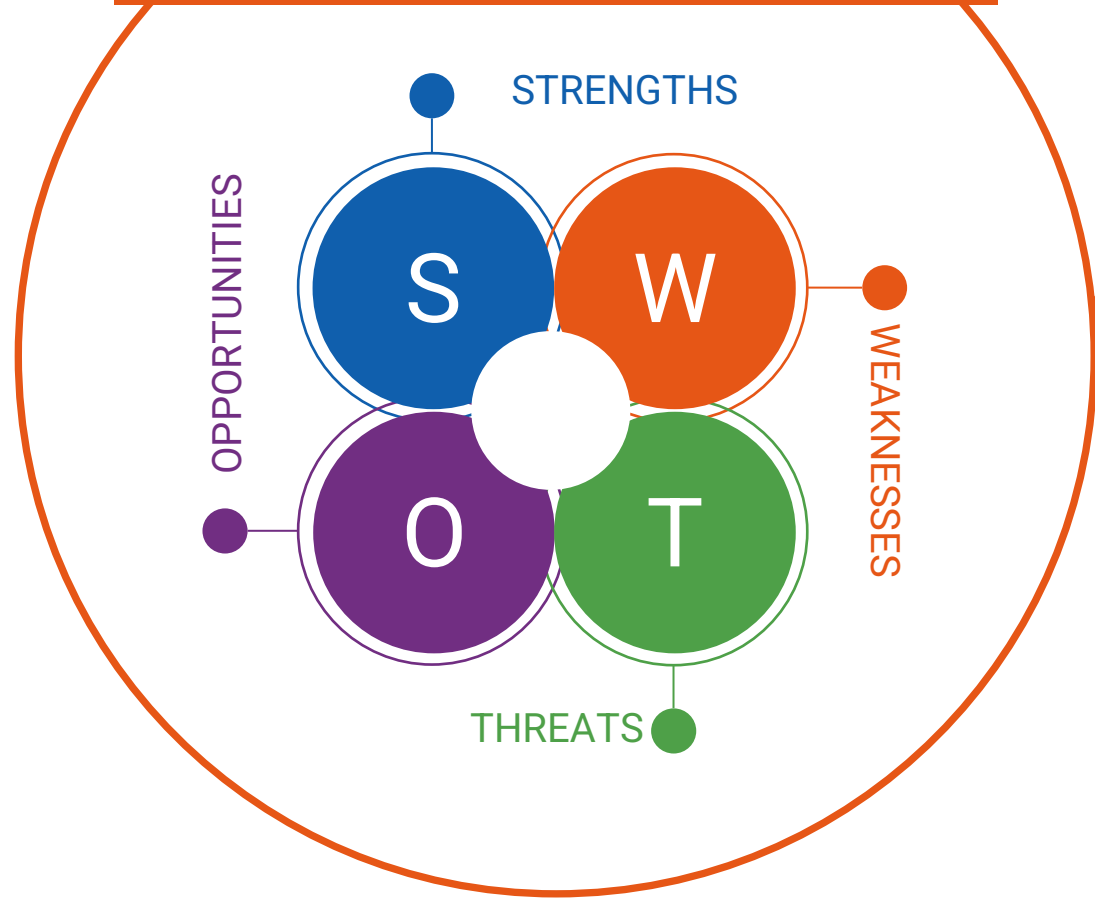 STRENGTHS
OPPORTUNITIES
S
W
WEAKNESSES
O
T
THREATS